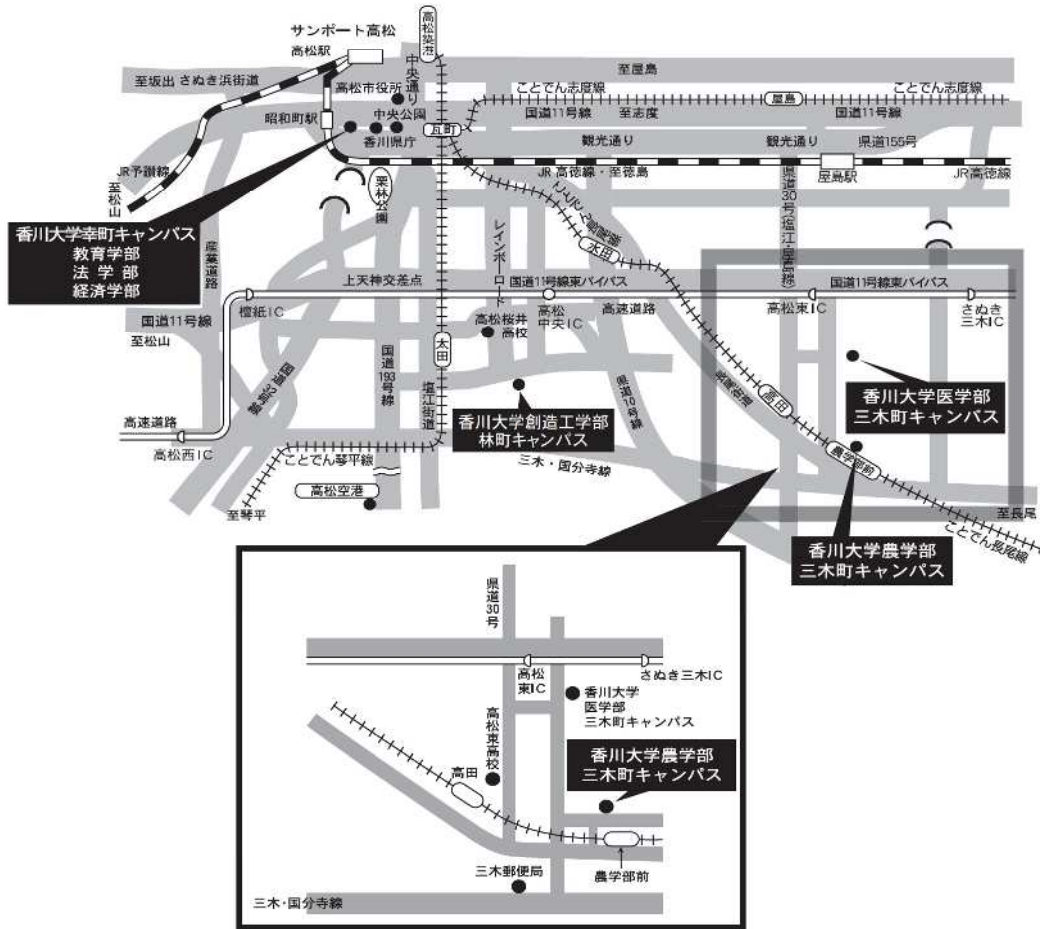 サンポート高松
高松駅
高松築港
中央通り
至坂出 さぬき浜街道
至屋島
高松市役所
ことでん志度線
ことでん志度線
国道11号線
至志度
屋島
国道11号線
昭和町駅
中央公園
瓦町
香川県庁
観光通り
観光通り
県道155号
JR予讃線
至松山
栗林公園
JR 高徳線・至徳島
屋島駅
JR高徳線
県道30号(塩江・屋島線)
香川大学幸町キャンパス
教育学部
法学部
経済学部
産業道路
レインボーロード
水田
上天神交差点
国道11号線東バイパス
国道11号線東バイパス
檀紙IC
高松
中央IC
高速道路
高松東IC
さぬき
三木IC
国道11号線
至松山
高松桜井
高校
太田
国道193号線
塩江街道
国道32号線
県道10号線
長尾街道
高田
香川大学医学部
三木町キャンパス
香川大学創造工学部
林町キャンパス
高速道路
高松西IC
ことでん琴平線
三木・国分寺線
農学部前
高松空港
至琴平
至長尾
ことでん長尾線
香川大学農学部
三木町キャンパス
県道30号
高松
東IC
さぬき三木IC
香川大学
医学部
三木町キャンパス
高松東高校
香川大学農学部
三木町キャンパス
高田
三木郵便局
農学部前
三木・国分寺線